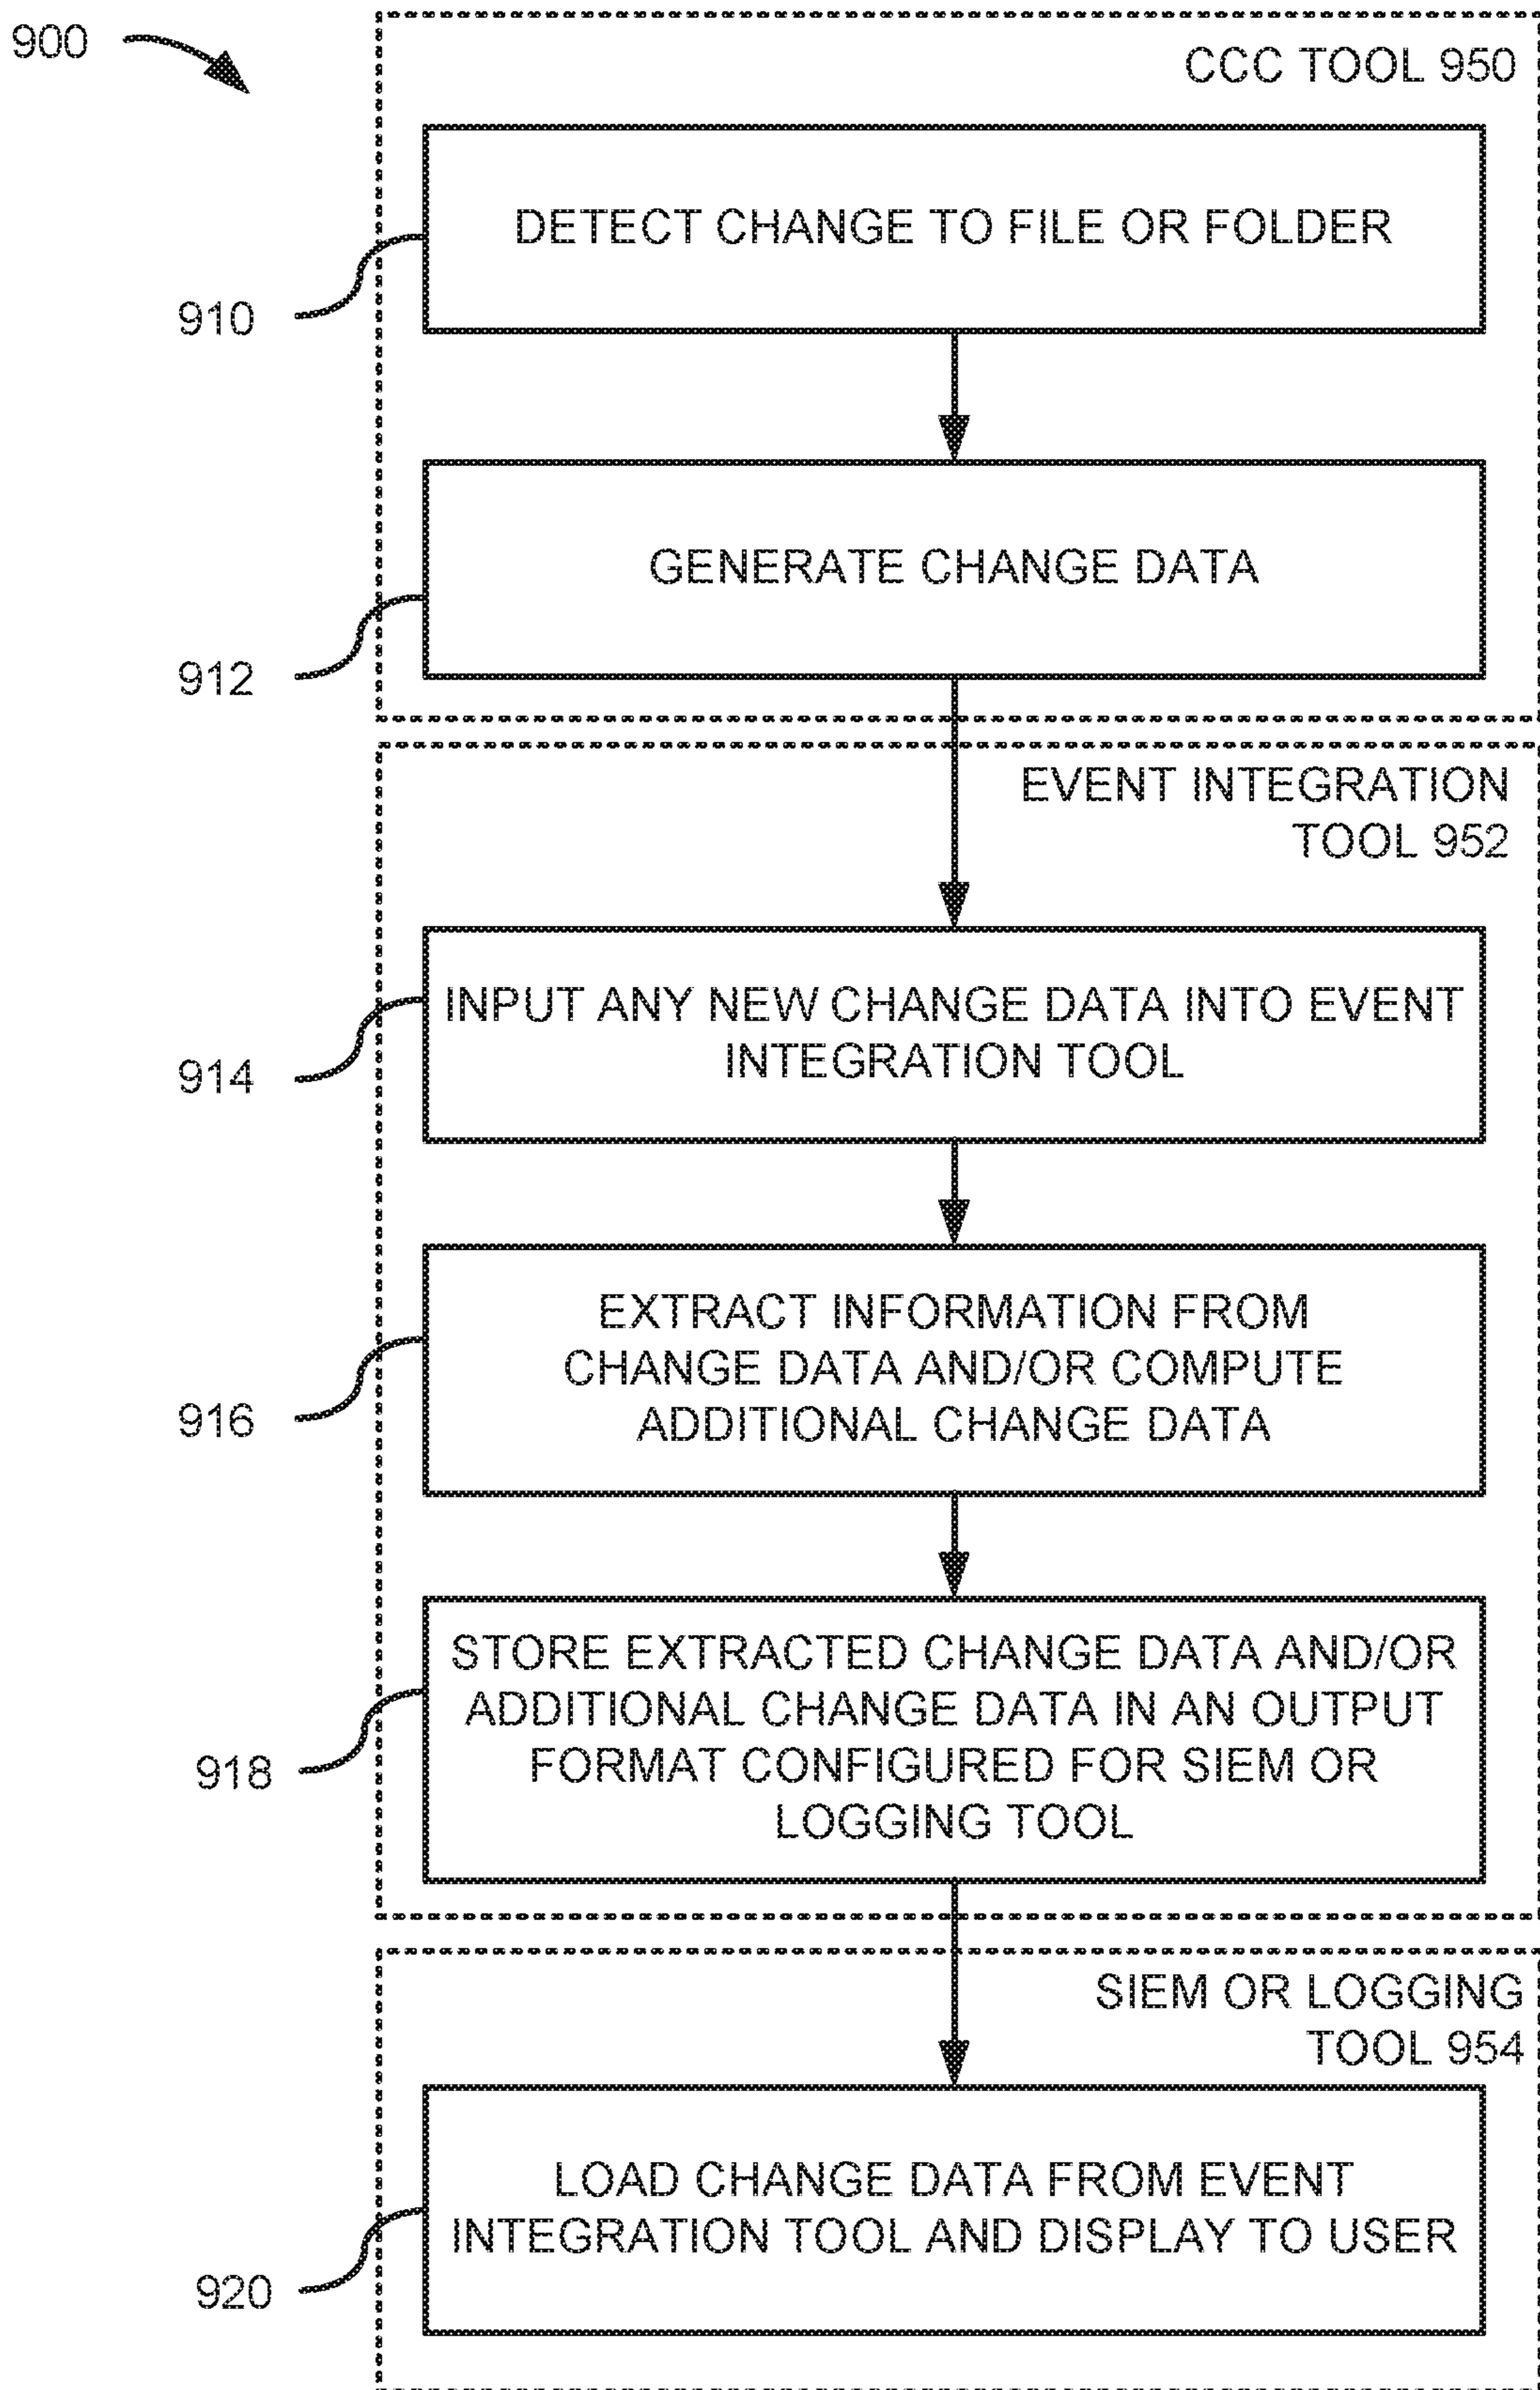 900
CCC TOOL 950
DETECT CHANGE TO FILE OR FOLDER
910
GENERATE CHANGE DATA
912
EVENT INTEGRATION
TOOL 952
INPUT ANY NEW CHANGE DATA INTO EVENT
INTEGRATION TOOL
914
EXTRACT INFORMATION FROM
CHANGE DATA AND/OR COMPUTE
ADDITIONAL CHANGE DATA
916
STORE EXTRACTED CHANGE DATA AND/OR
ADDITIONAL CHANGE DATA IN AN OUTPUT
FORMAT CONFIGURED FOR SIEM OR
LOGGING TOOL
918
SIEM OR LOGGING
TOOL 954
LOAD CHANGE DATA FROM EVENT
INTEGRATION TOOL AND DISPLAY TO USER
920